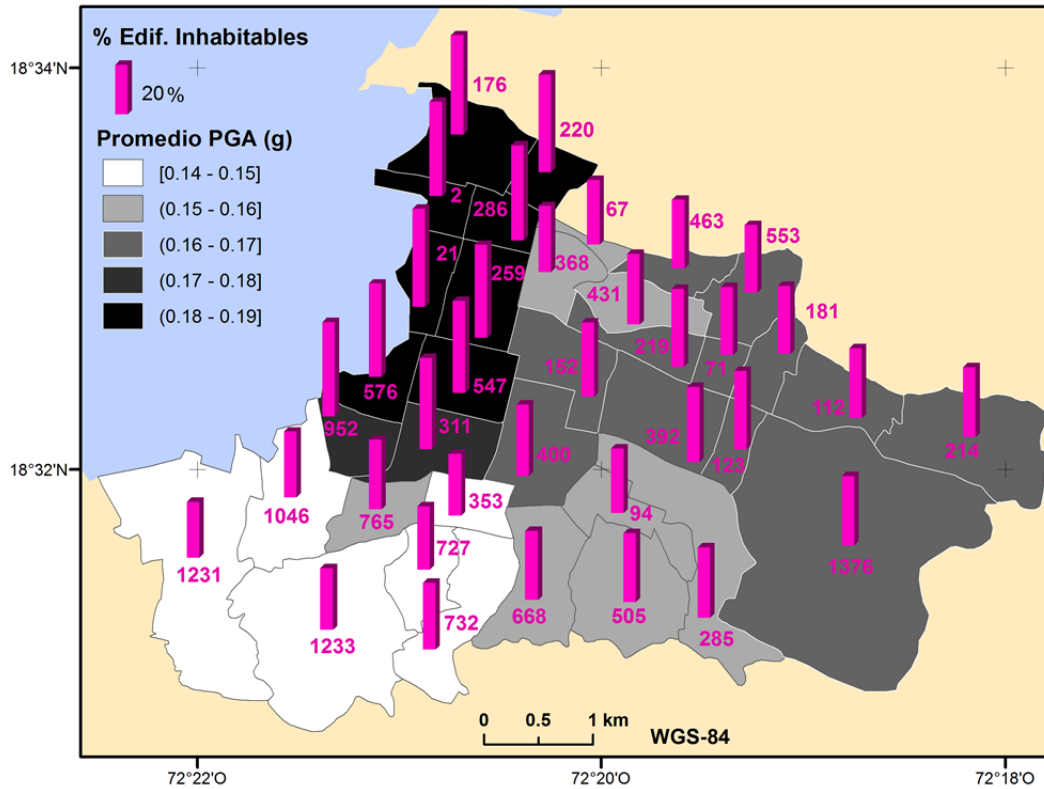 % Edif. Inhabitables
20%
Promedio PGA (g)
[0.14 - 0.15]
(0.15 - 0.16]
(0.16 - 0.17]
(0.17 - 0.18]
(0.18 - 0.19]
18°34'N
18°32'N
176
220
2
286
67
463
553
21
259
368
431
181
219
71
152
576
547
112
952
311
392
123
214
400
1046
765
353
94
1231
727
1376
1233
732
668
505
285
0 0.5 1 km
WGS-84
72°22'O
72°20'O
72°18'O